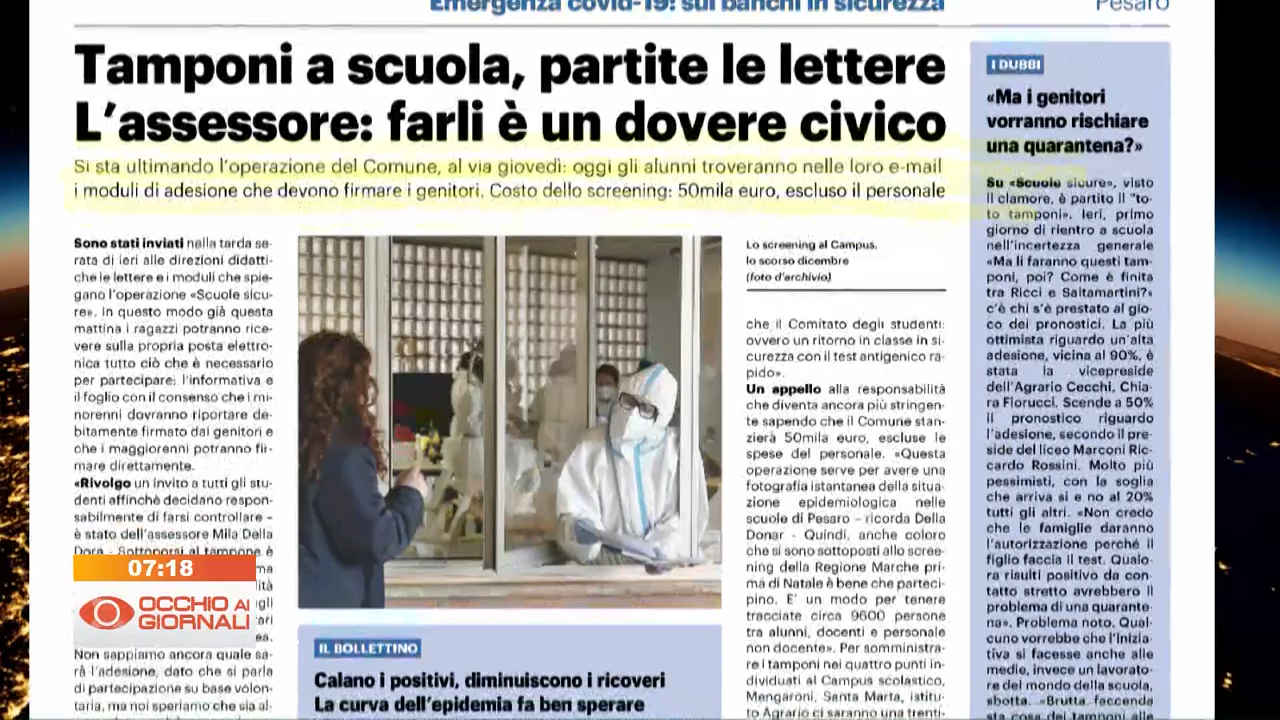 Emergenza covid-19: sui banchi in sicurezza
Pesaro
Tamponi a scuola, partite le lettere
L'assessore: farli è un dovere civico
Si sta ultimando l'operazione del Comune, al via giovedì: oggi gli alunni troveranno nelle loro e-mail
i moduli di adesione che devono firmare i genitori. Costo dello screening: 50mila euro, escluso il personale
Sono stati inviati nella tarda se-
rata di ieri alle direzioni didatti-
che le lettere e i moduli che spie-
gano l'operazione «Scuole sicu-
re». In questo modo già questa
mattina i ragazzi potranno rice-
vere sulla propria posta elettro-
nica tutto ciò che è necessario
per partecipare: l'informativa e
il foglio con il consenso che i mi-
norenni dovranno riportare de-
bitamente firmato dai genitori e
che i maggiorenni potranno fir-
mare direttamente.
«Rivolgo un invito a tutti gli stu-
denti affinché decidano respon-
sabilmente di farsi controllare –
è stato dell'assessore Mila Della
Dora - Sottoporsi al tampone è
ma
ità
gli
ari
ea.
Non sappiamo ancora quale sa-
rà l'adesione, dato che si parla
di partecipazione su base volon-
taria, ma noi speriamo che sia al-
07:18
OCCHIO AI
GIORNALI
Lo screening al Campus,
lo scorso dicembre
(foto d'archivio)
che il Comitato degli studenti:
ovvero un ritorno in classe in si-
curezza con il test antigenico ra-
pido».
Un appello alla responsabilità
che diventa ancora più stringen-
te sapendo che il Comune stan-
zierà 50mila euro, escluse le
spese del personale. «Questa
operazione serve per avere una
fotografia istantanea della situa-
zione epidemiologica nelle
scuole di Pesaro – ricorda Della
Donar - Quindi, anche coloro
che si sono sottoposti allo scree-
ning della Regione Marche pri-
ma di Natale è bene che parteci-
pino. E' un modo per tenere
tracciate circa 9600 persone
tra alunni, docenti e personale
non docente». Per somministra-
re i tamponi nei quattro punti in-
dividuati al Campus scolastico,
Mengaroni, Santa Marta, istitu-
to Agrario ci saranno una trenti-
IL BOLLETTINO
Calano i positivi, diminuiscono i ricoveri
La curva dell'epidemia fa ben sperare
I DUBBI
«Ma i genitori
vorranno rischiare
una quarantena?»
Su «Scuole sicure», visto
il clamore, è partito il "to-
to tamponi». Ieri, primo
giorno di rientro a scuola
nell'incertezza generale
«Ma li faranno questi tam-
poni, poi? Come è finita
tra Ricci e Saltamartini?»
c'è chi s'è prestato al gio-
co dei pronostici. La più
ottimista riguardo un'alta
adesione, vicina al 90%, è
stata la vicepreside
dell'Agrario Cecchi, Chia-
ra Fiorucci. Scende a 50%
il pronostico riguardo
l'adesione, secondo il pre-
side del liceo Marconi Ric-
cardo Rossini. Molto più
pessimisti, con la soglia
che arriva sì e no al 20%
tutti gli altri. «Non credo
che le famiglie daranno
l'autorizzazione perché il
figlio faccia il test. Qualo-
ra risulti positivo da con-
tatto stretto avrebbero il
problema di una quarante-
na». Problema noto. Qual-
cuno vorrebbe che l'inizia-
tiva si facesse anche alle
medie, invece un lavorato-
re del mondo della scuola,
sbotta. «Brutta faccenda
sta cosa dei tamponi alle